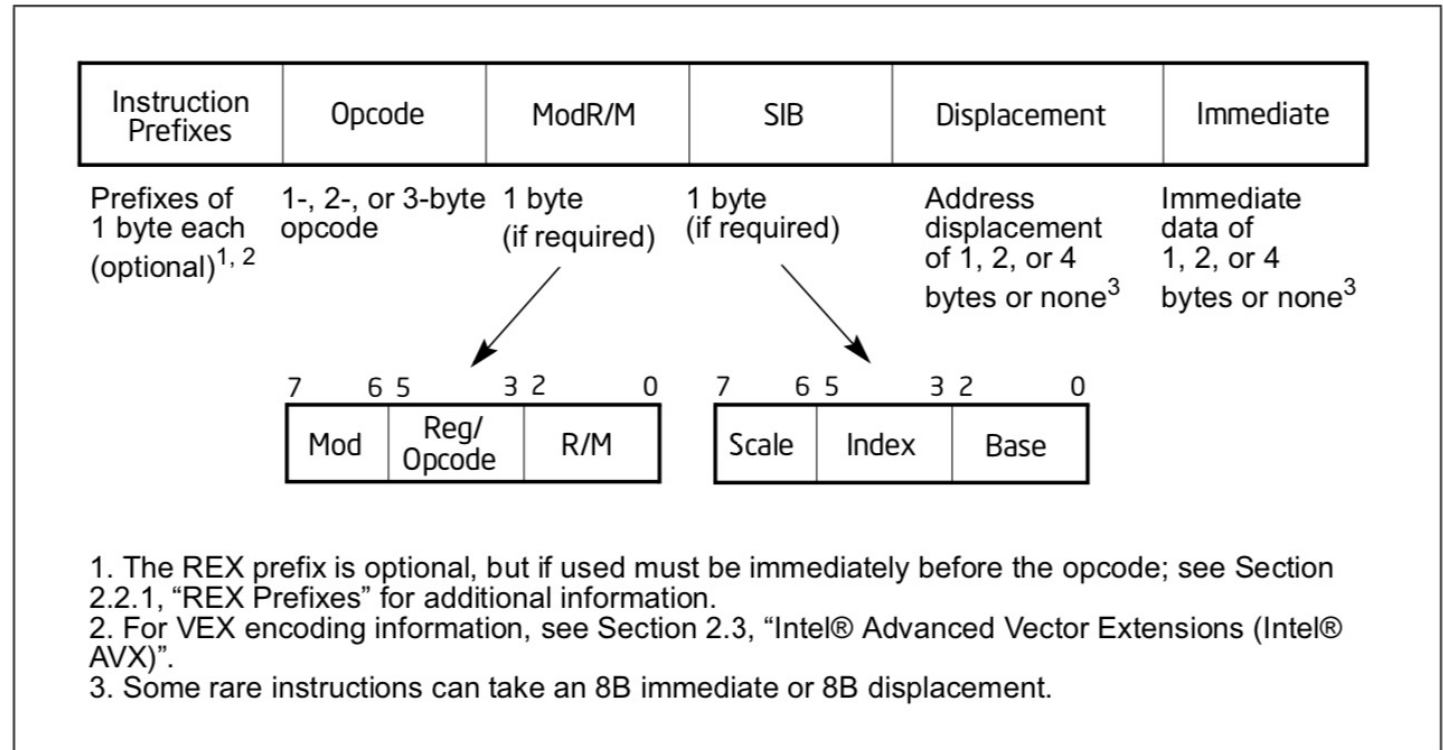 Instruction Prefixes Opcode ModR/M SIB Displacement Immediate
Prefixes of 1 byte each (optional)1, 2
1-, 2-, or 3-byte opcode
1 byte (if required)
1 byte (if required)
Address displacement of 1, 2, or 4 bytes or none3
Immediate data of 1, 2, or 4 bytes or none3
7 6 5 3 2 0
Mod Reg/Opcode R/M
7 6 5 3 2 0
Scale Index Base
1. The REX prefix is optional, but if used must be immediately before the opcode; see Section
2.2.1, “REX Prefixes” for additional information.
2. For VEX encoding information, see Section 2.3, “Intel® Advanced Vector Extensions (Intel®
AVX)”.
3. Some rare instructions can take an 8B immediate or 8B displacement.